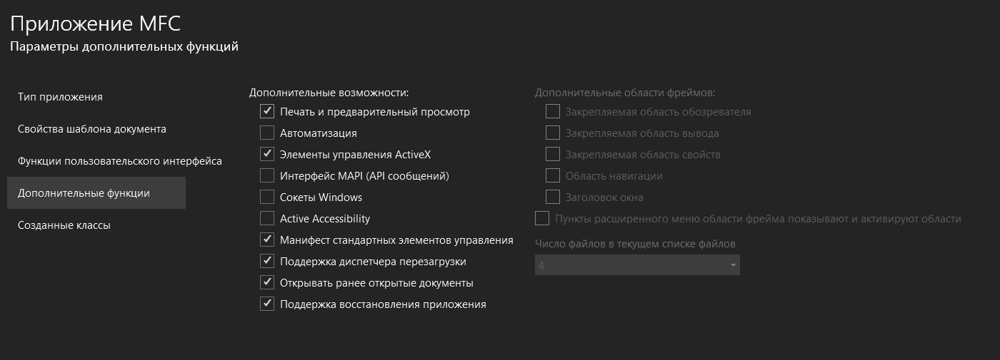 Приложение MFC
Параметры дополнительных функций
Тип приложения
Свойства шаблона документа
Функции пользовательского интерфейса
Дополнительные функции
Созданные классы
Дополнительные возможности:
Печать и предварительный просмотр
Автоматизация
Элементы управления ActiveX
Интерфейс MAPI (API сообщений)
Сокеты Windows
Active Accessibility
Манифест стандартных элементов управления
Поддержка диспетчера перезагрузки
Открывать ранее открытые документы
Поддержка восстановления приложения
Дополнительные области фреймов:
Закрепляемая область обозревателя
Закрепляемая область вывода
Закрепляемая область свойств
Область навигации
Заголовок окна
Пункты расширенного меню области фрейма показывают и активируют области
Число файлов в текущем списке файлов
4